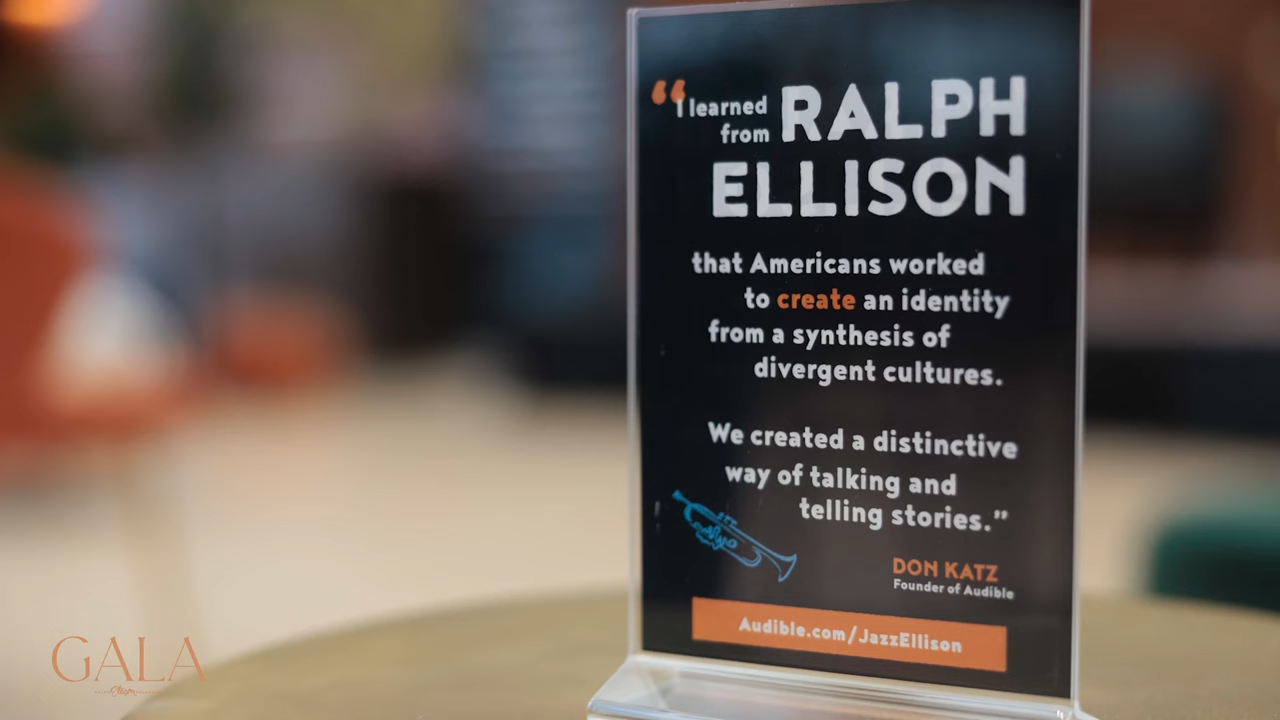 “I learned
from RALPH
ELLISON
that Americans worked
to create an identity
from a synthesis of
divergent cultures.
We created a distinctive
way of talking and
telling stories.”
DON KATZ
Founder of Audible
Audible.com/JazzEllison
GALA
Ellison